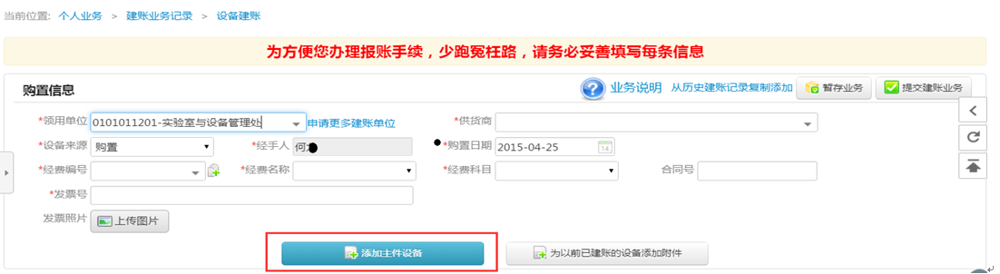 当前位置: 个人业务 > 建账业务记录 > 设备建账
为方便您办理报账手续，少跑冤枉路，请务必妥善填写每条信息
购置信息 业务说明 从历史建账记录复制添加 暂存业务 提交建账业务
*领用单位 0101011201-实验室与设备管理处 申请更多建账单位 *供货商
*设备来源 购置 *经手人 何 *购置日期 2015-04-25 14
*经费编号 *经费名称 *经费科目 合同号
*发票号
发票照片 上传图片
添加主件设备 为以前已建账的设备添加附件